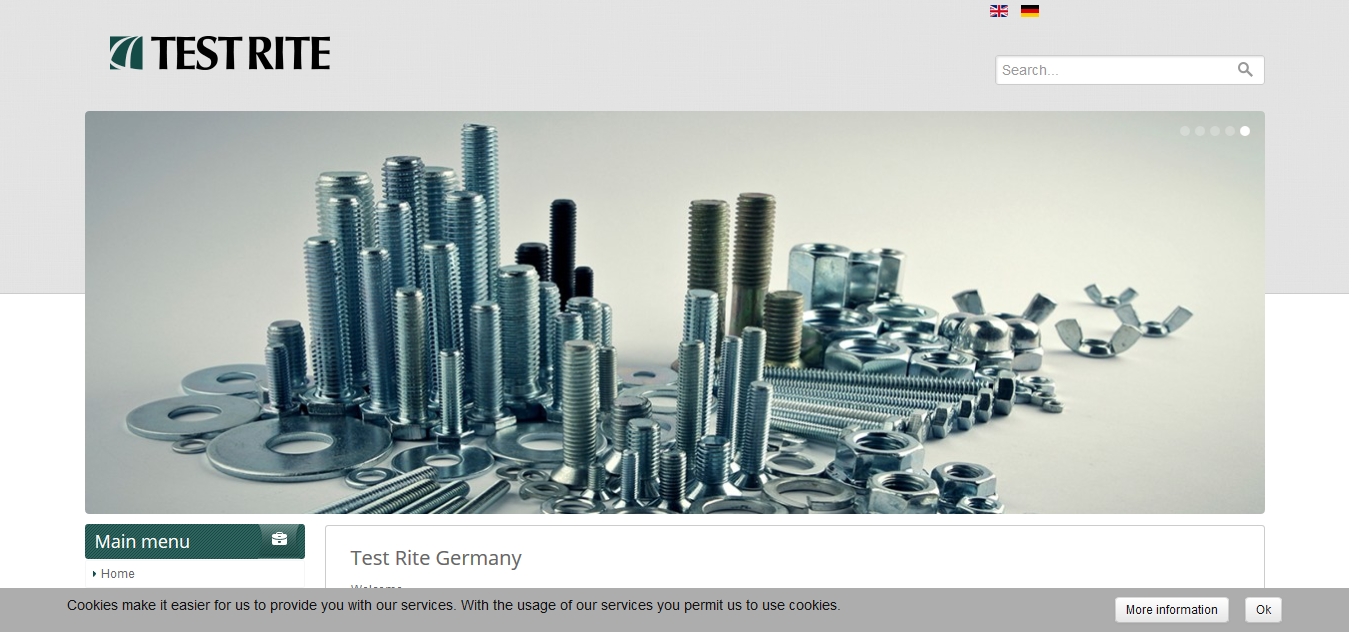 TEST RITE
Search...
Main menu
Home
Test Rite Germany
Welcome
Cookies make it easier for us to provide you with our services. With the usage of our services you permit us to use cookies.
More information
Ok